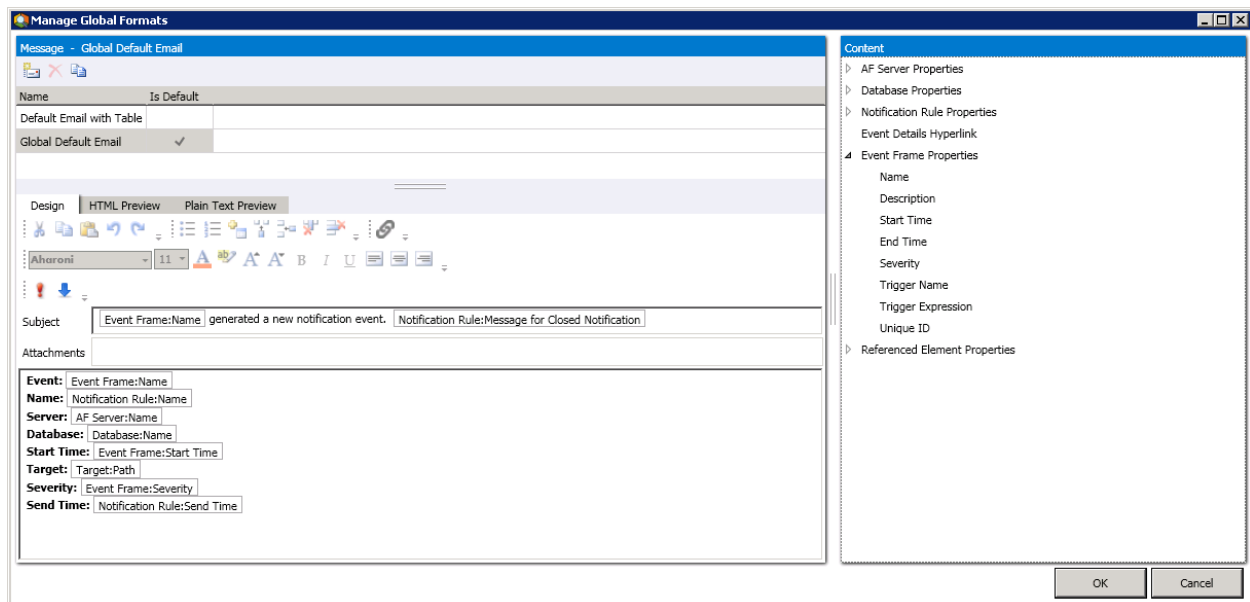 Manage Global Formats
Message - Global Default Email
Name Is Default
Default Email with Table
Global Default Email
Design HTML Preview Plain Text Preview
Aharoni 11 A ab A A B I U
Subject Event Frame:Name generated a new notification event. Notification Rule:Message for Closed Notification
Attachments
Event: Event Frame:Name
Name: Notification Rule:Name
Server: AF Server:Name
Database: Database:Name
Start Time: Event Frame:Start Time
Target: Target:Path
Severity: Event Frame:Severity
Send Time: Notification Rule:Send Time
Content
AF Server Properties
Database Properties
Notification Rule Properties
Event Details Hyperlink
Event Frame Properties
Name
Description
Start Time
End Time
Severity
Trigger Name
Trigger Expression
Unique ID
Referenced Element Properties
OK Cancel